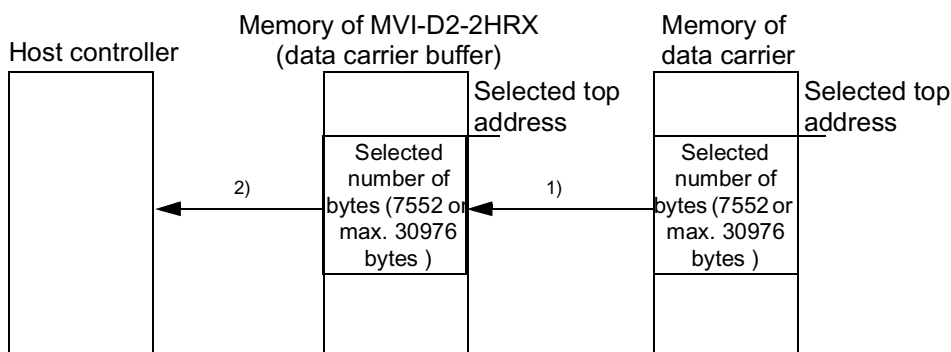 Host controller
Memory of MVI-D2-2HRX
(data carrier buffer)
Memory of
data carrier
Selected top
address
Selected top
address
Selected
number of
bytes (7552 or
max. 30976
bytes )
Selected
number of
bytes (7552 or
max. 30976
bytes )
2)
1)